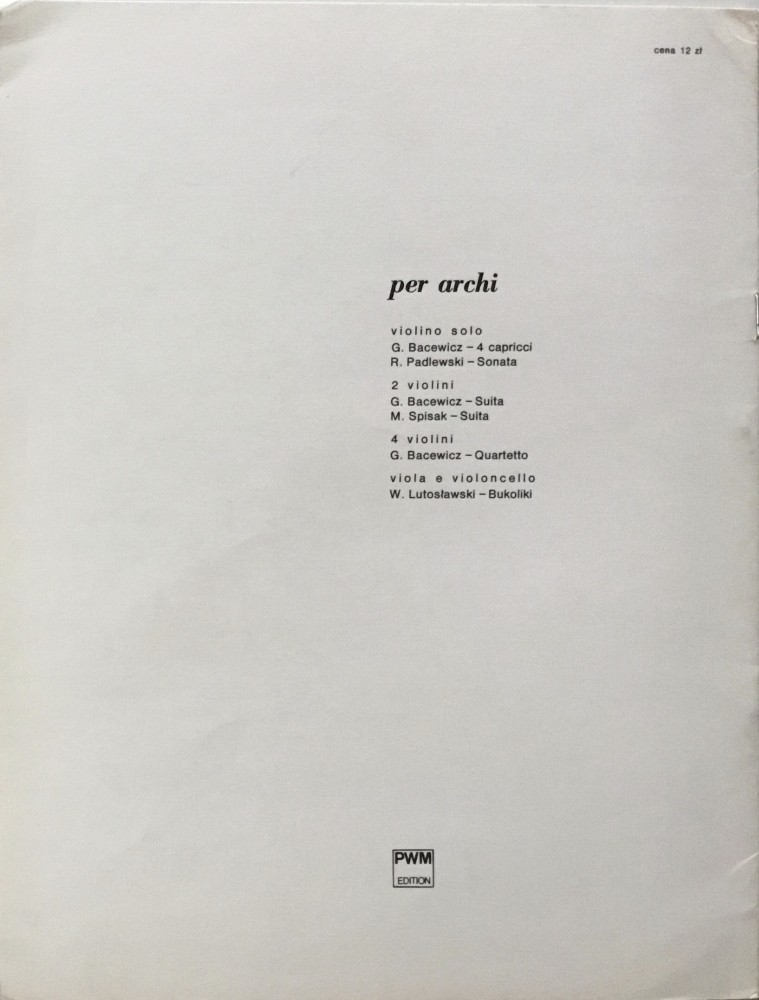 cena 12 zł
per archi
violino solo
G. Bacewicz – 4 capricci
R. Padlewski – Sonata
2 violini
G. Bacewicz – Suita
M. Spisak – Suita
4 violini
G. Bacewicz – Quartetto
viola e violoncello
W. Lutosławski – Bukoliki
PWM
EDITION